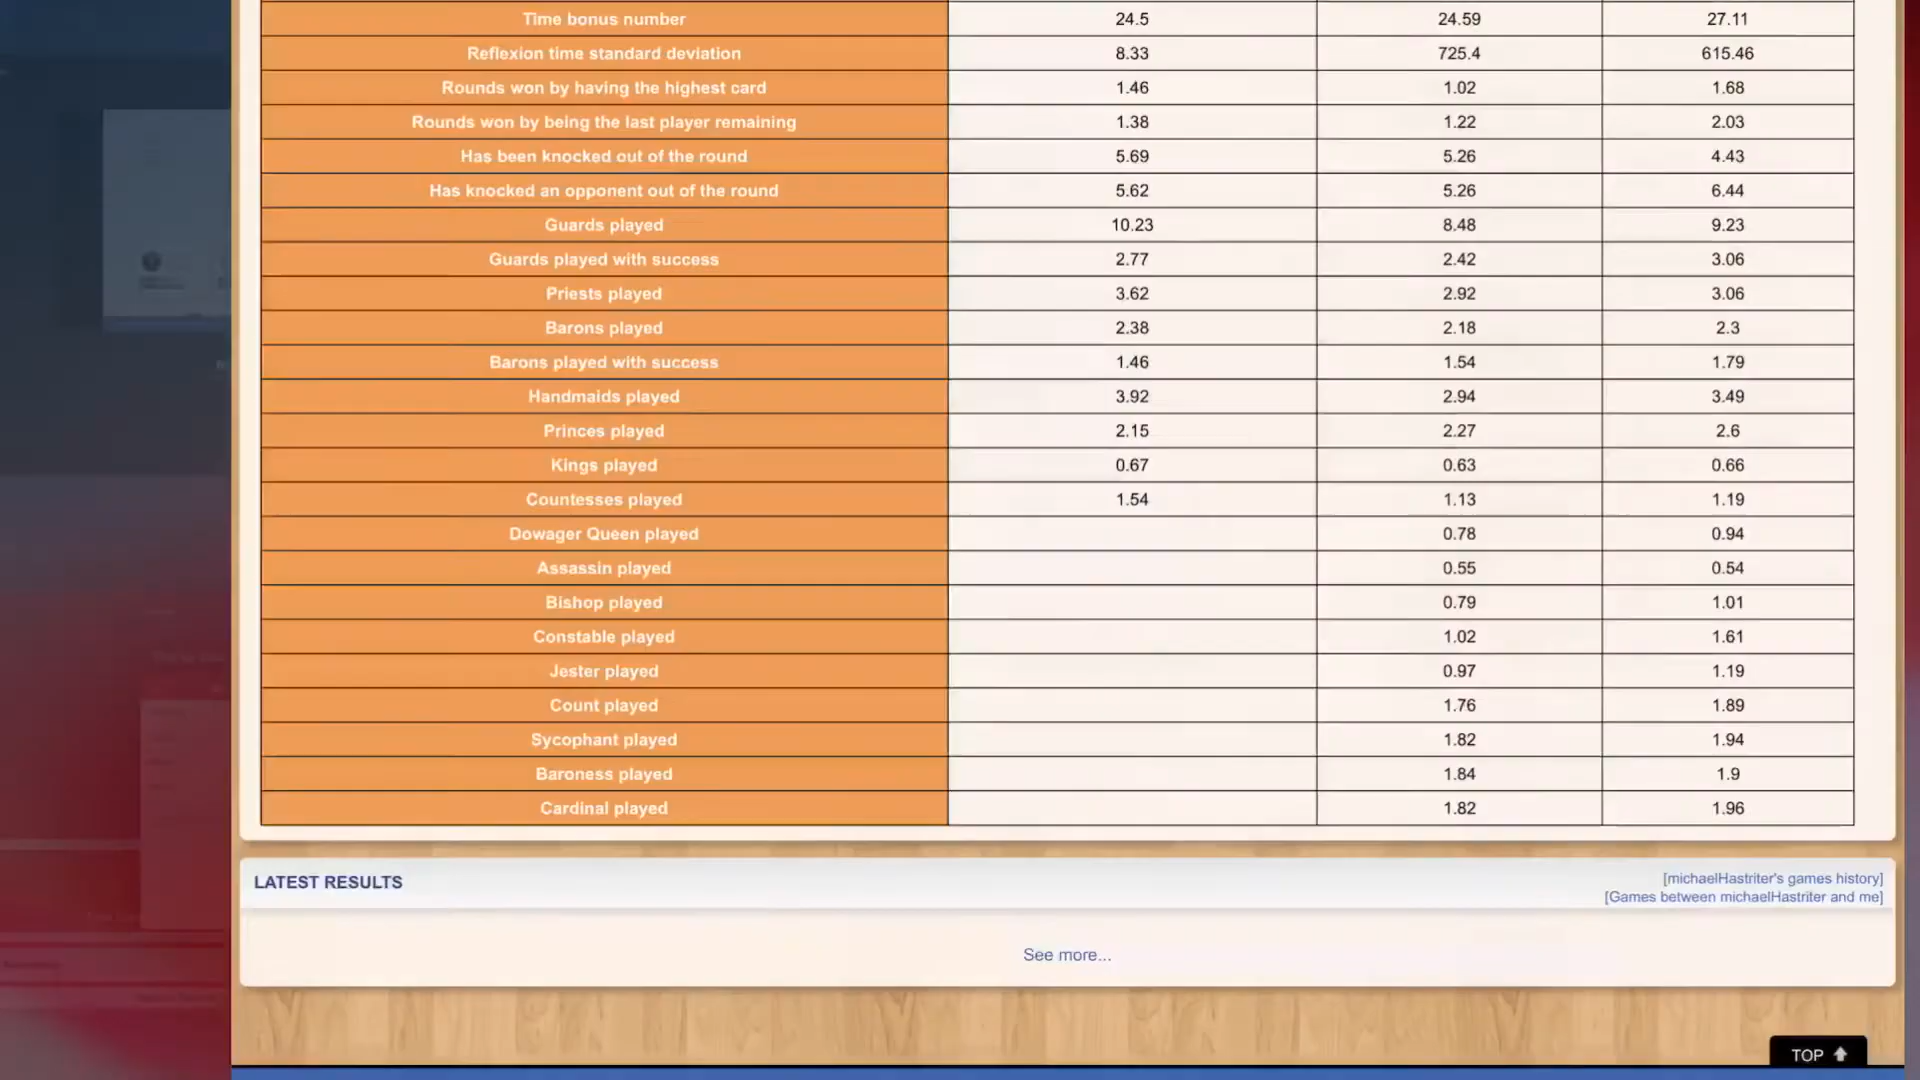 Time bonus number 24.5 24.59 27.11
Reflexion time standard deviation 8.33 725.4 615.46
Rounds won by having the highest card 1.46 1.02 1.68
Rounds won by being the last player remaining 1.38 1.22 2.03
Has been knocked out of the round 5.69 5.26 4.43
Has knocked an opponent out of the round 5.62 5.26 6.44
Guards played 10.23 8.48 9.23
Guards played with success 2.77 2.42 3.06
Priests played 3.62 2.92 3.06
Barons played 2.38 2.18 2.3
Barons played with success 1.46 1.54 1.79
Handmaids played 3.92 2.94 3.49
Princes played 2.15 2.27 2.6
Kings played 0.67 0.63 0.66
Countesses played 1.54 1.13 1.19
Dowager Queen played 0.78 0.94
Assassin played 0.55 0.54
Bishop played 0.79 1.01
Constable played 1.02 1.61
Jester played 0.97 1.19
Count played 1.76 1.89
Sycophant played 1.82 1.94
Baroness played 1.84 1.9
Cardinal played 1.82 1.96
LATEST RESULTS
[michaelHastriter's games history]
[Games between michaelHastriter and me]
See more...
TOP